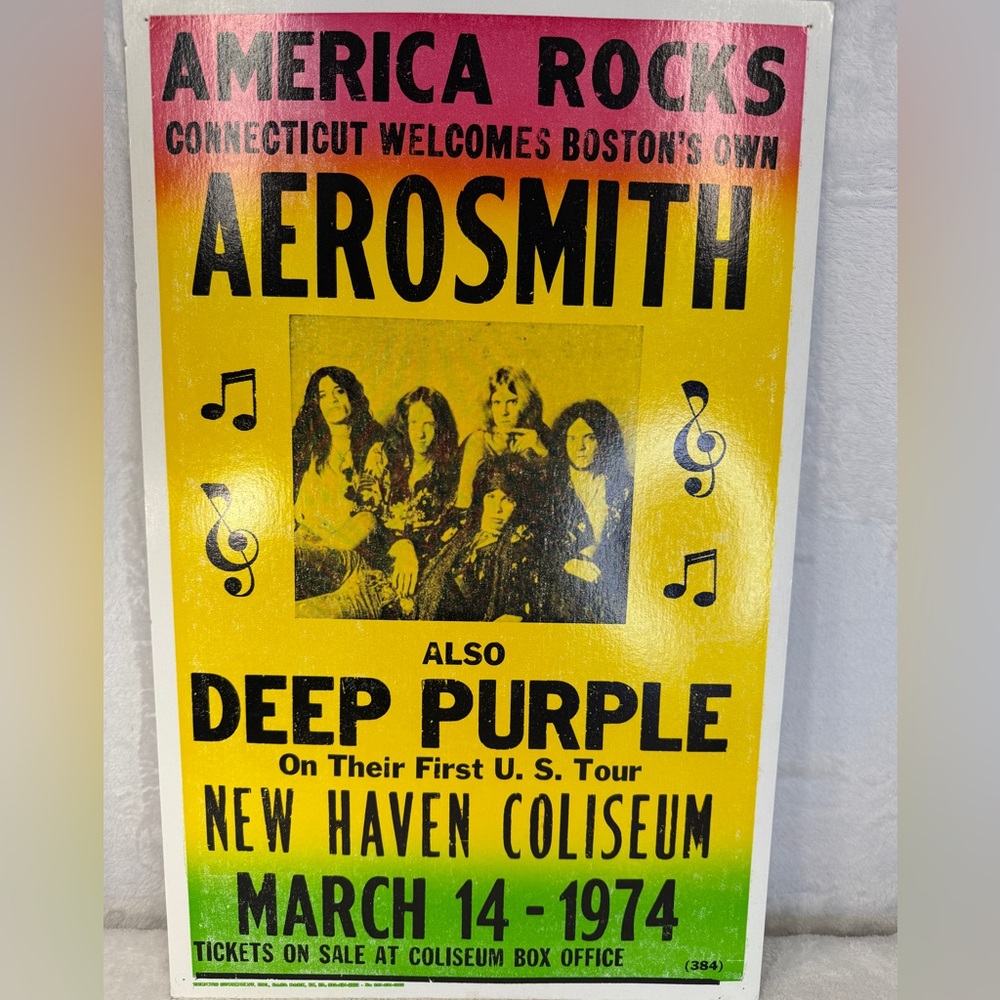 AMERICA ROCKS
CONNECTICUT WELCOMES BOSTON'S OWN
AEROSMITH
ALSO
DEEP PURPLE
On Their First U. S. Tour
NEW HAVEN COLISEUM
MARCH 14 - 1974
TICKETS ON SALE AT COLISEUM BOX OFFICE
(384)